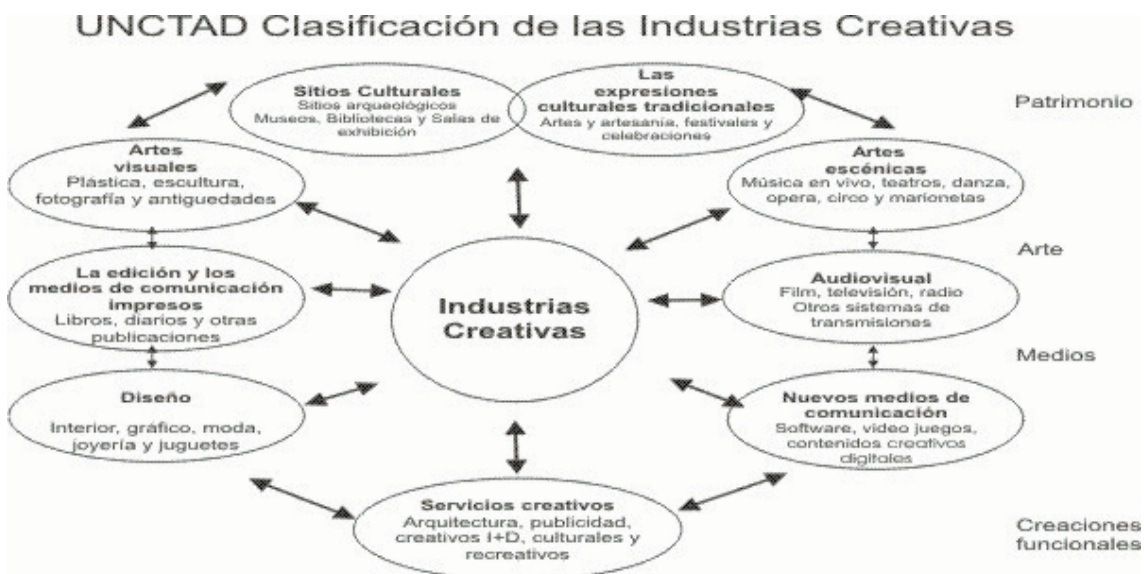 UNCTAD Clasificación de las Industrias Creativas
Sitios Culturales
Sitios arqueológicos
Museos, Bibliotecas y Salas de
exhibición
Las
expresiones
culturales tradicionales
Artes y artesanía, festivales y
celebraciones
Patrimonio
Artes
visuales
Plástica, escultura,
fotografía y antiguedades
Artes
escénicas
Música en vivo, teatros, danza,
opera, circo y marionetas
Arte
La edición y los
medios de comunicación
impresos
Libros, diarios y otras
publicaciones
Industrias
Creativas
Audiovisual
Film, televisión, radio
Otros sistemas de
transmisiones
Medios
Diseño
Interior, gráfico, moda,
joyería y juguetes
Nuevos medios de
comunicación
Software, video juegos,
contenidos creativos
digitales
Servicios creativos
Arquitectura, publicidad,
creativos I+D, culturales y
recreativos
Creaciones
funcionales